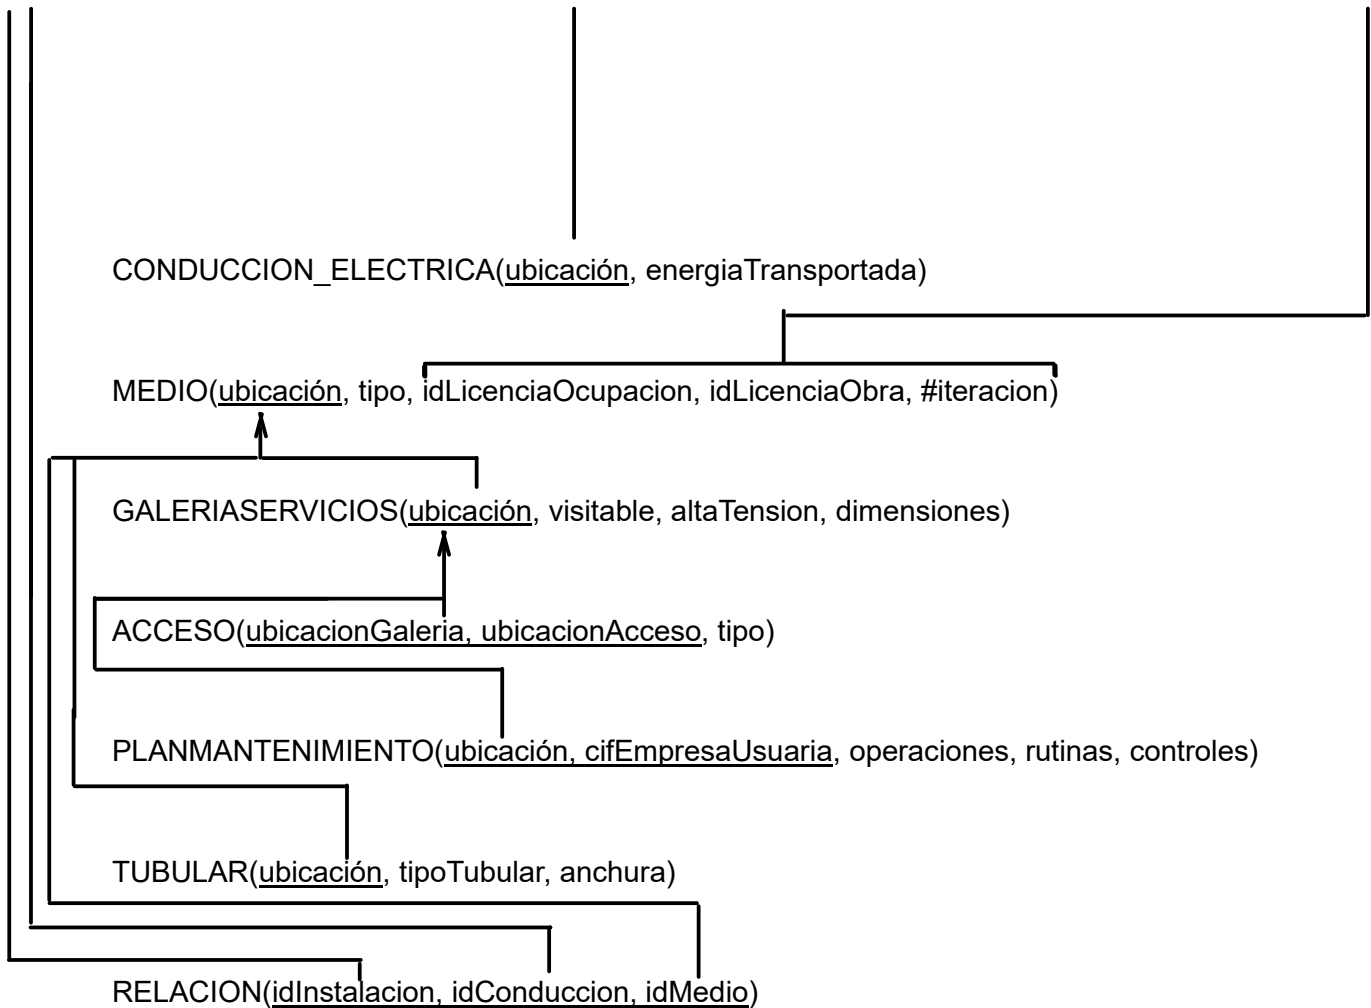 CONDUCCION_ELECTRICA(ubicación, energiaTransportada)
MEDIO(ubicación, tipo, idLicenciaOcupacion, idLicenciaObra, #iteracion)
GALERIASERVICIOS(ubicación, visitable, altaTension, dimensiones)
ACCESO(ubicacionGaleria, ubicacionAcceso, tipo)
PLANMANTENIMIENTO(ubicación, cifEmpresaUsuaria, operaciones, rutinas, controles)
TUBULAR(ubicación, tipoTubular, anchura)
RELACION(idInstalacion, idConduccion, idMedio)